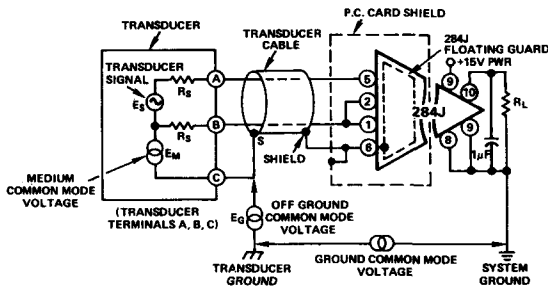 P.C. CARD SHIELD
TRANSDUCER
TRANSDUCER CABLE
284J
FLOATING GUARD
+15V PWR
TRANSDUCER SIGNAL
RS
A
5
9
10
ES
2
284J
RL
RS
B
1
8
9
1μF
EM
S
SHIELD
6
MEDIUM COMMON MODE VOLTAGE
C
(TRANSDUCER TERMINALS A, B, C)
EG
OFF GROUND COMMON MODE VOLTAGE
TRANSDUCER GROUND
GROUND COMMON MODE VOLTAGE
SYSTEM GROUND